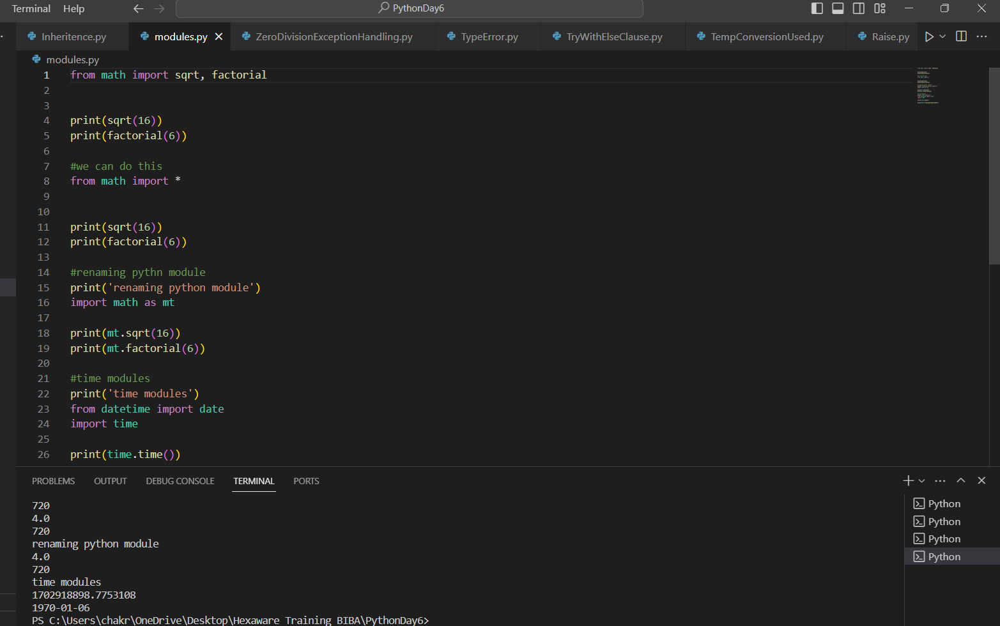 Terminal Help PythonDay6
Inheritence.py modules.py ZeroDivisionExceptionHandling.py TypeError.py TryWithElseClause.py TempConversionUsed.py Raise.py
modules.py
1 from math import sqrt, factorial
2
3
4 print(sqrt(16))
5 print(factorial(6))
6
7 #we can do this
8 from math import *
9
10
11 print(sqrt(16))
12 print(factorial(6))
13
14 #renaming pythn module
15 print('renaming python module')
16 import math as mt
17
18 print(mt.sqrt(16))
19 print(mt.factorial(6))
20
21 #time modules
22 print('time modules')
23 from datetime import date
24 import time
25
26 print(time.time())
PROBLEMS OUTPUT DEBUG CONSOLE TERMINAL PORTS
720
4.0
720
renaming python module
4.0
720
time modules
1702918898.7753108
1970-01-06
PS C:\Users\chakr\OneDrive\Desktop\Hexaware Training BIBA\PythonDay6>
Python
Python
Python
Python